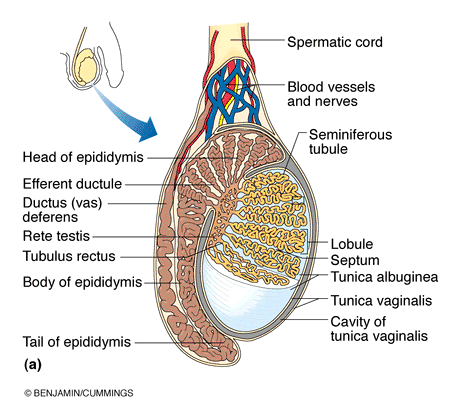 Spermatic cord
Blood vessels
and nerves
Seminiferous
tubule
Head of epididymis
Efferent ductule
Ductus (vas)
deferens
Rete testis
Tubulus rectus
Body of epididymis
Tail of epididymis
Lobule
Septum
Tunica albuginea
Tunica vaginalis
Cavity of
tunica vaginalis
(a)
© BENJAMIN/CUMMINGS